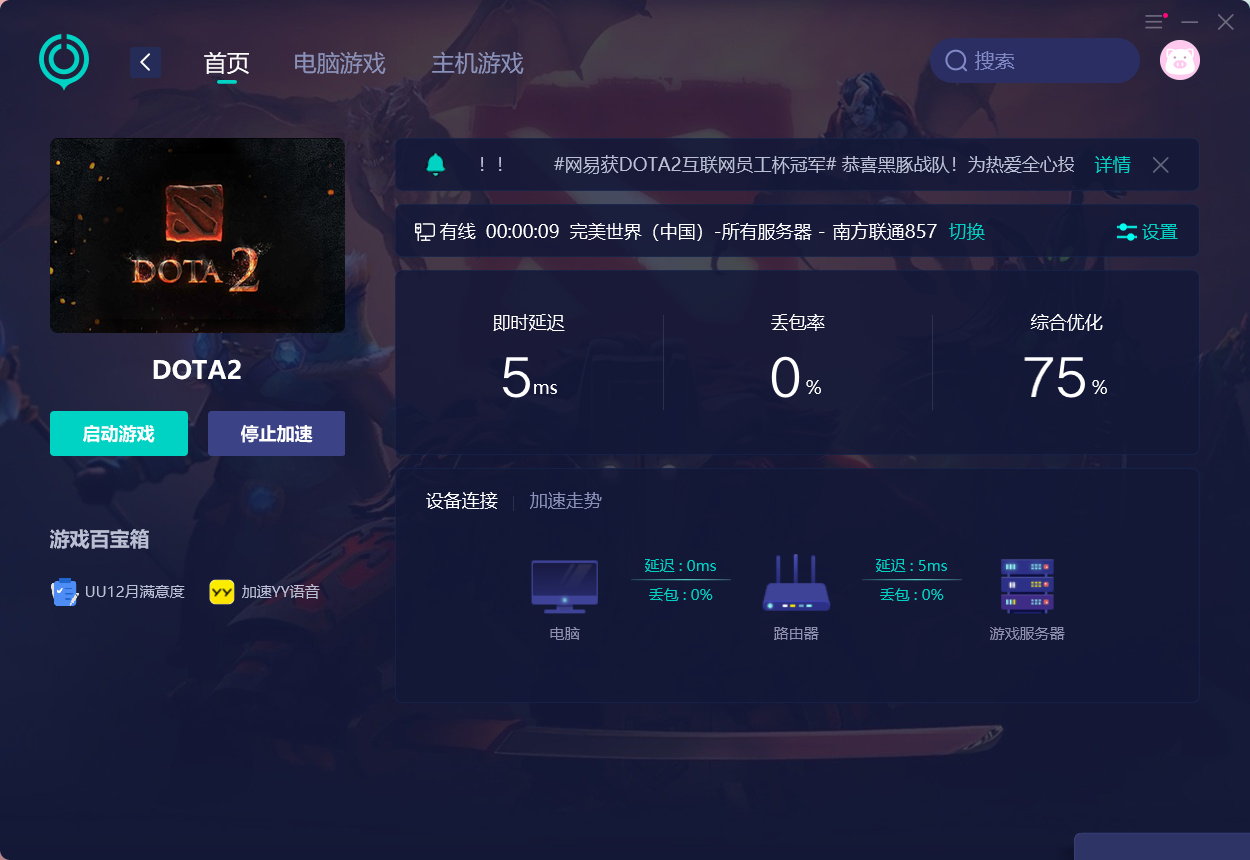 首页 电脑游戏 主机游戏 搜索
！！ #网易获DOTA2互联网员工杯冠军# 恭喜黑豚战队！为热爱全心投 详情
有线 00:00:09 完美世界（中国）-所有服务器 - 南方联通857 切换 设置
DOTA 2
DOTA2
启动游戏 停止加速
即时延迟 丢包率 综合优化
5ms 0% 75%
设备连接 加速走势
游戏百宝箱
UU12月满意度 YY 加速YY语音
延迟 : 0ms 延迟 : 5ms
丢包 : 0% 丢包 : 0%
电脑 路由器 游戏服务器